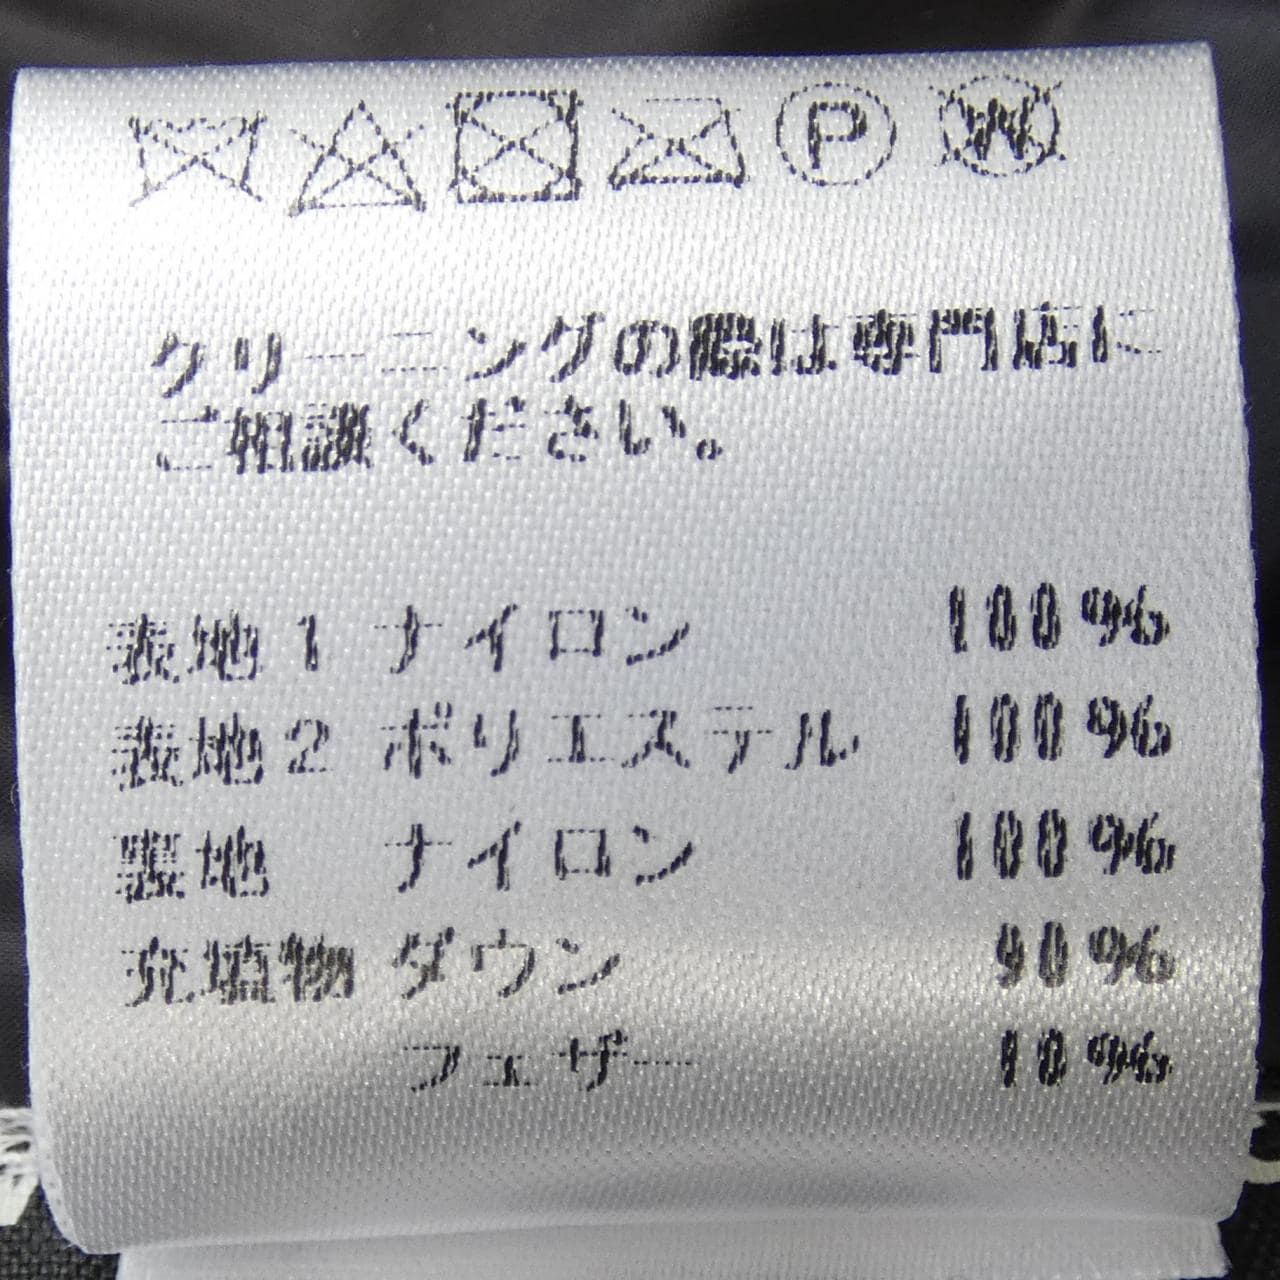 P W
クリーニングの際は専門店に
ご相談ください。
表地1 ナイロン 100%
表地2 ポリエステル 100%
裏地 ナイロン 100%
充填物 ダウン 90%
フェザー 10%